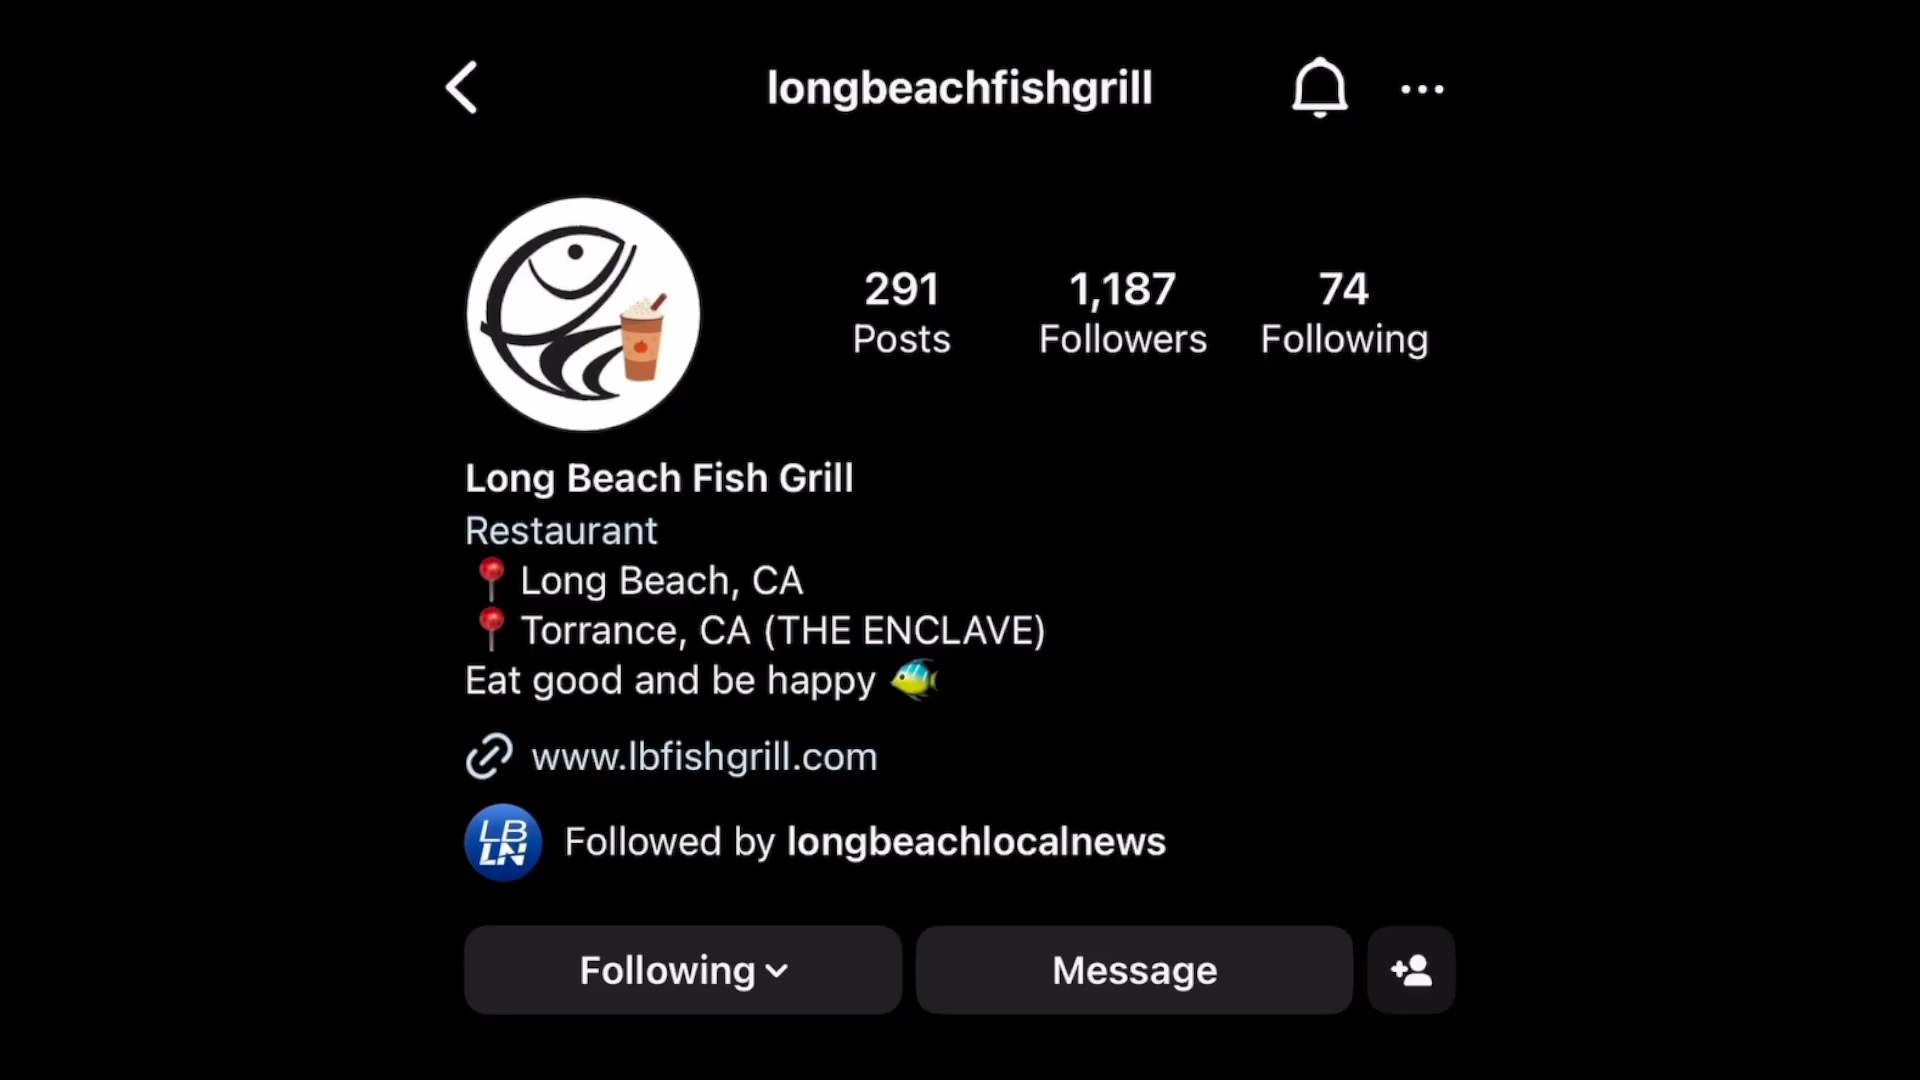 longbeachfishgrill
291
Posts
1,187
Followers
74
Following
Long Beach Fish Grill
Restaurant
📍 Long Beach, CA
📍 Torrance, CA (THE ENCLAVE)
Eat good and be happy 🐠
www.lbfishgrill.com
LB
LN
Followed by longbeachlocalnews
Following
Message